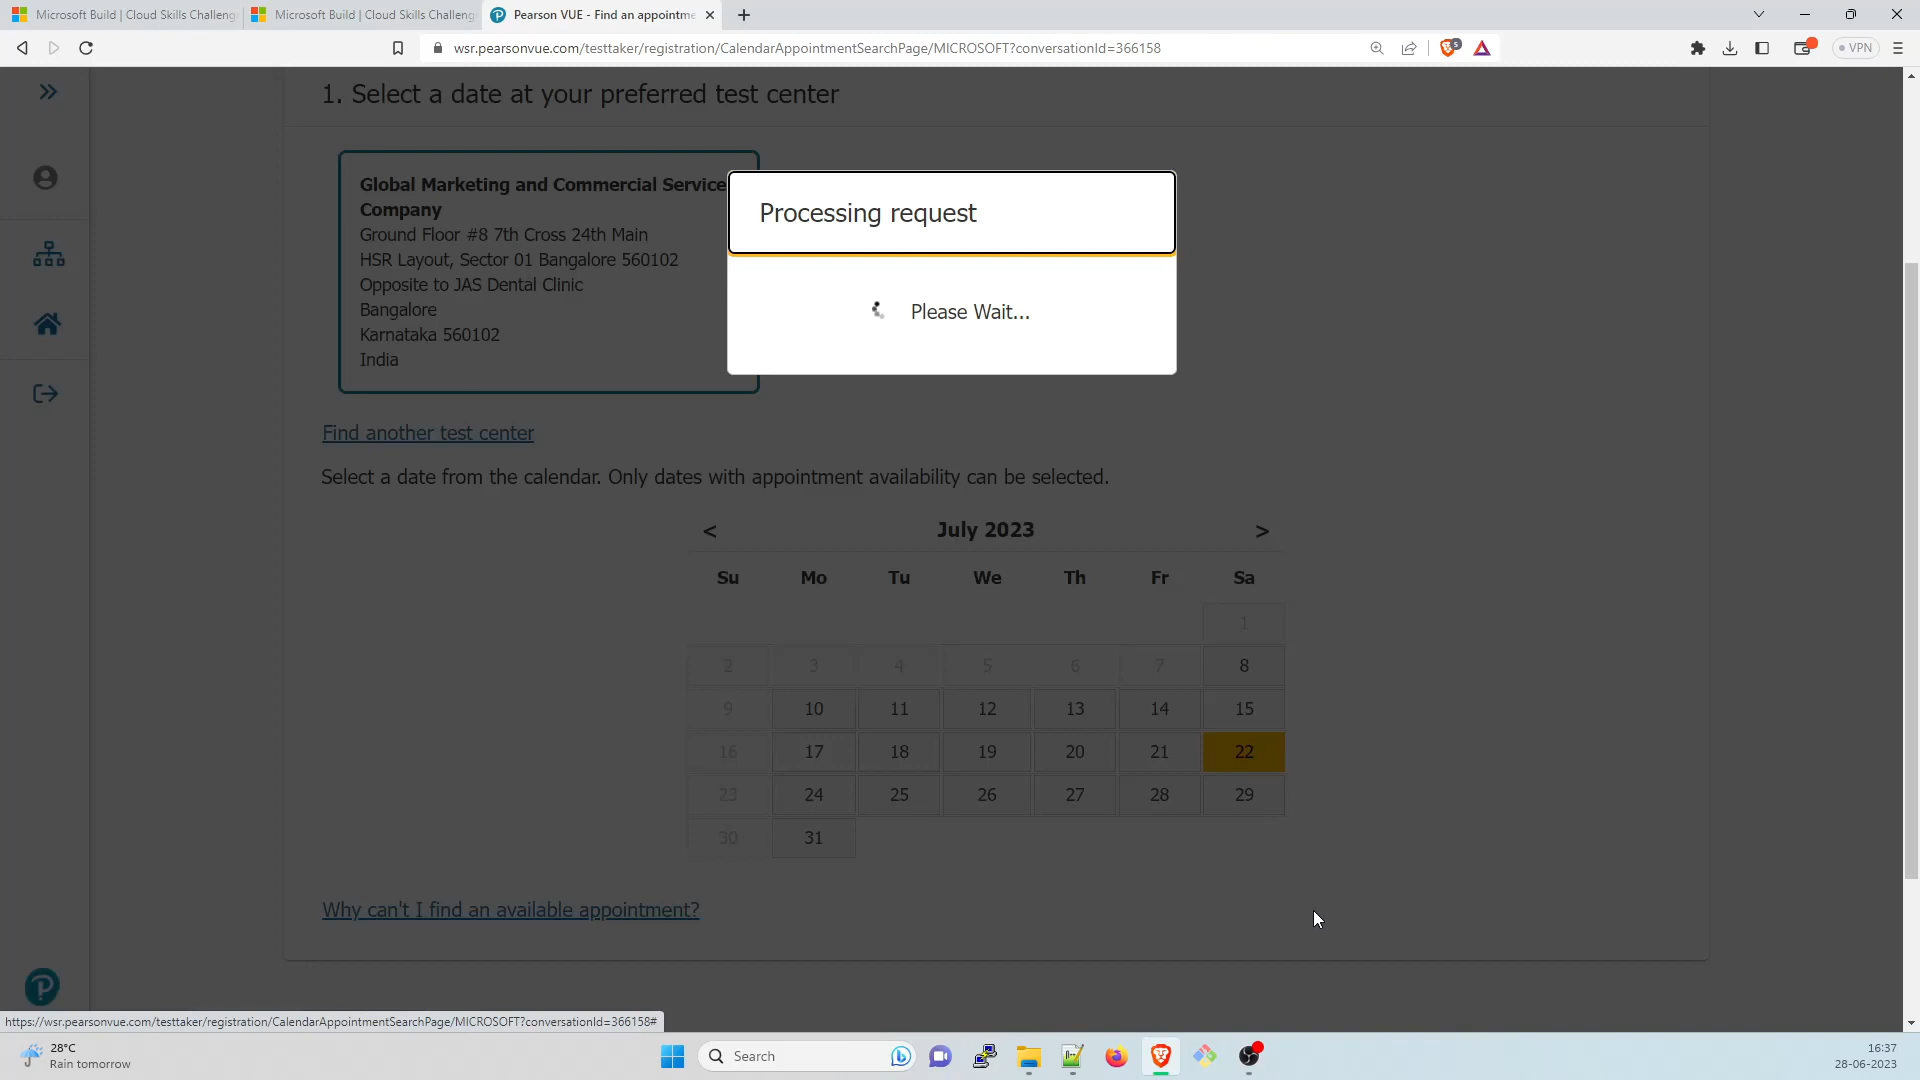 Microsoft Build | Cloud Skills Challeng
Microsoft Build | Cloud Skills Challeng
Pearson VUE - Find an appointme
wsr.pearsonvue.com/testtaker/registration/CalendarAppointmentSearchPage/MICROSOFT?conversationId=366158
5
VPN
1. Select a date at your preferred test center
Global Marketing and Commercial Service
Company
Ground Floor #8 7th Cross 24th Main
HSR Layout, Sector 01 Bangalore 560102
Opposite to JAS Dental Clinic
Bangalore
Karnataka 560102
India
Processing request
Please Wait...
Find another test center
Select a date from the calendar. Only dates with appointment availability can be selected.
< July 2023 >
Su Mo Tu We Th Fr Sa
1
2 3 4 5 6 7 8
9 10 11 12 13 14 15
16 17 18 19 20 21 22
23 24 25 26 27 28 29
30 31
Why can't I find an available appointment?
https://wsr.pearsonvue.com/testtaker/registration/CalendarAppointmentSearchPage/MICROSOFT?conversationId=366158#
28°C
Rain tomorrow
Search
16:37
28-06-2023